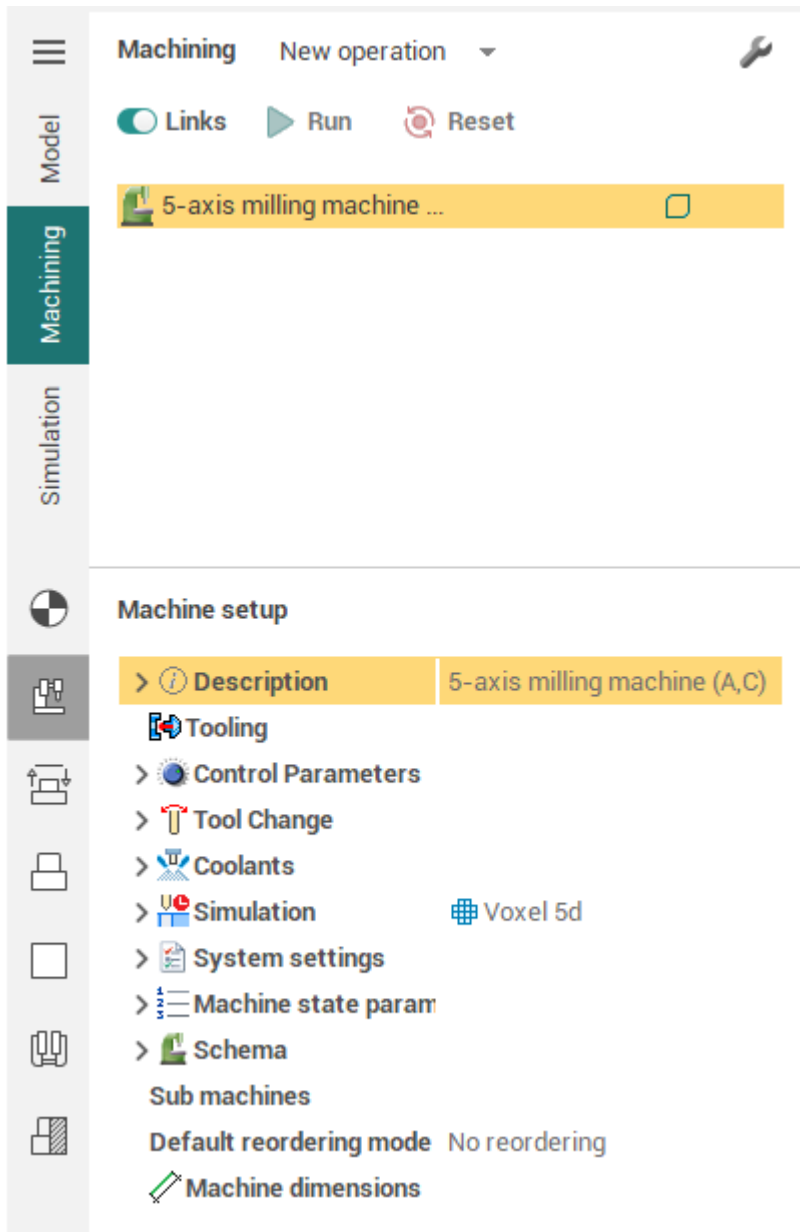 Machining New operation
Links Run Reset
Model
Machining
Simulation
5-axis milling machine ...
Machine setup
Description 5-axis milling machine (A,C)
Tooling
Control Parameters
Tool Change
Coolants
Simulation Voxel 5d
System settings
Machine state param
Schema
Sub machines
Default reordering mode No reordering
Machine dimensions